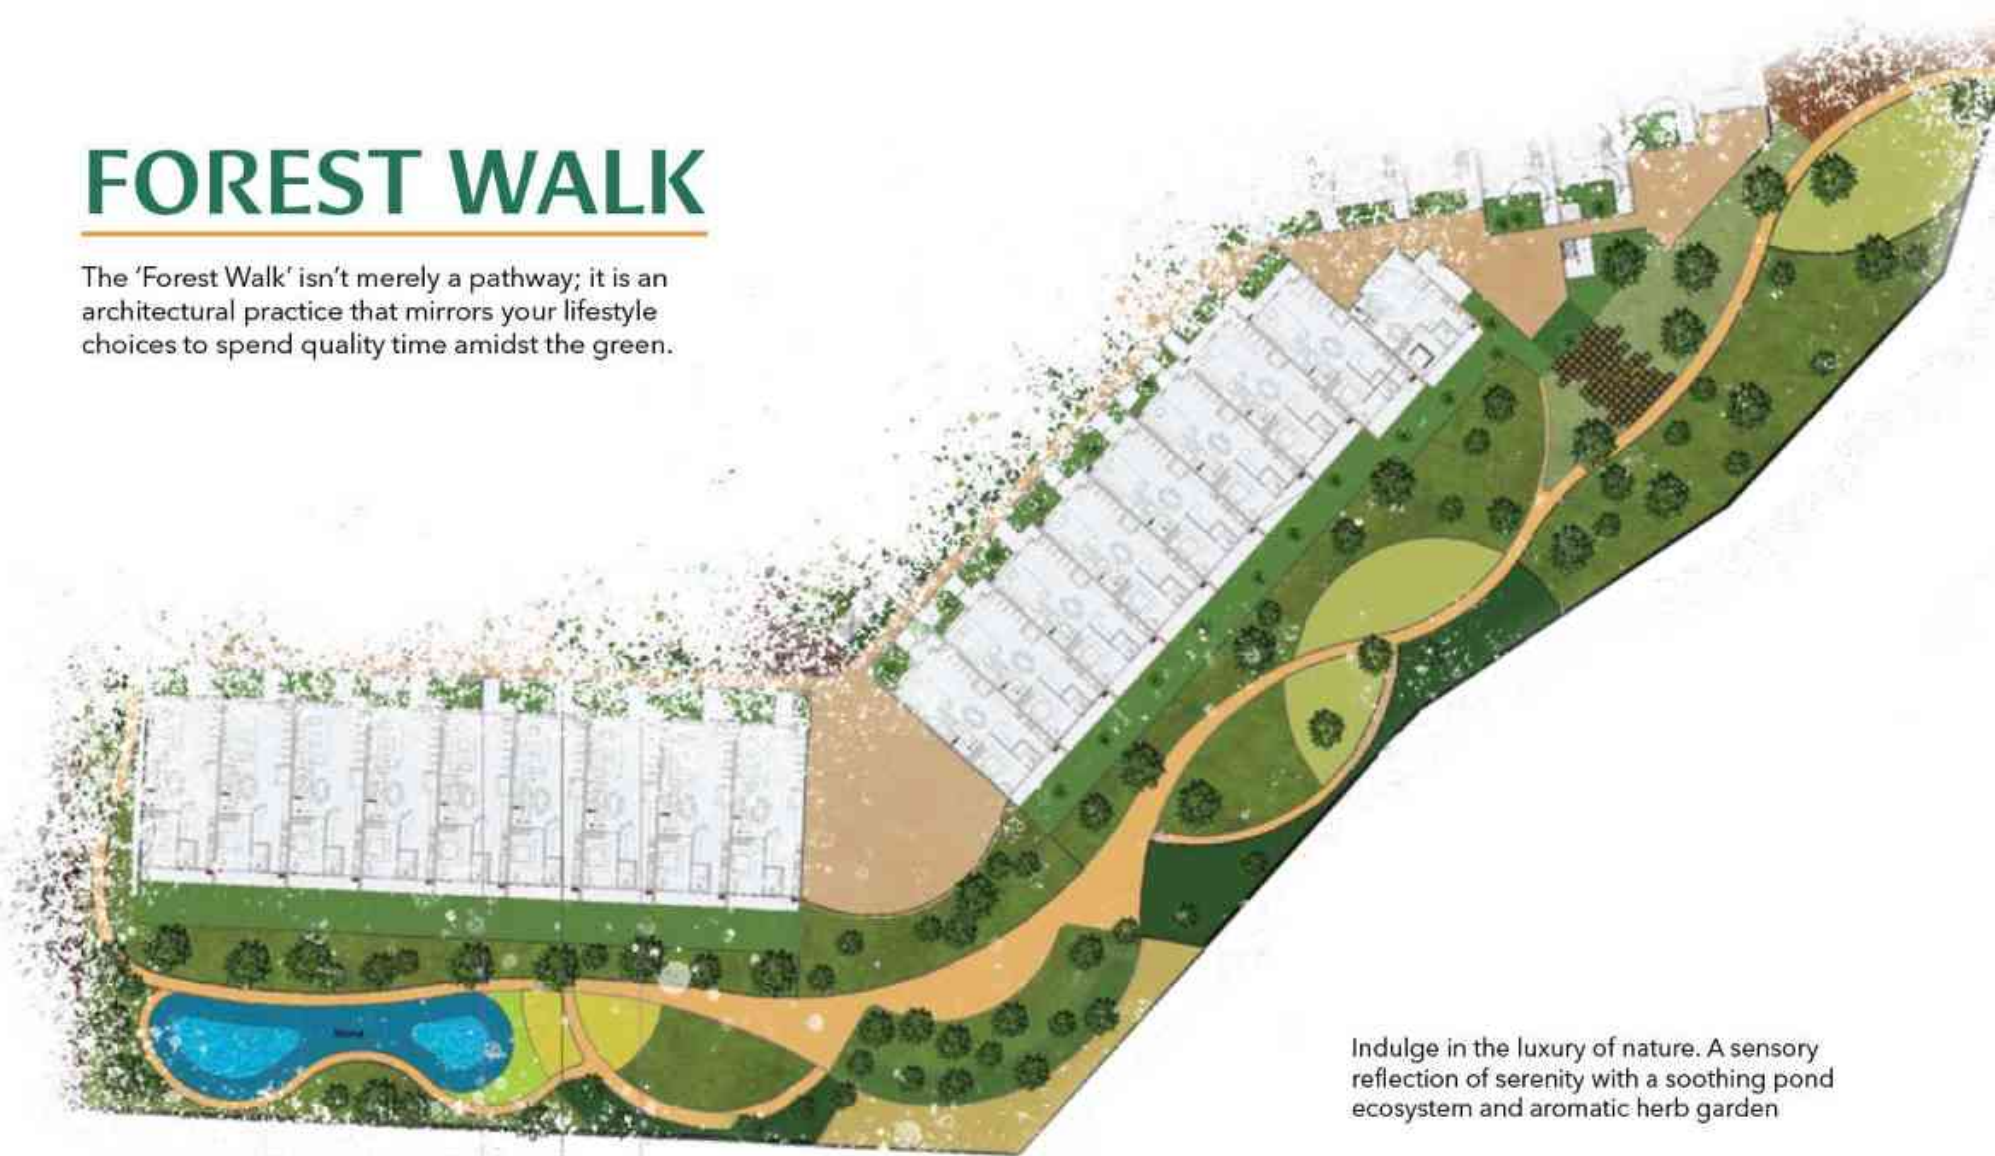 FOREST WALK
The ‘Forest Walk’ isn’t merely a pathway; it is an
architectural practice that mirrors your lifestyle
choices to spend quality time amidst the green.
Indulge in the luxury of nature. A sensory
reflection of serenity with a soothing pond
ecosystem and aromatic herb garden